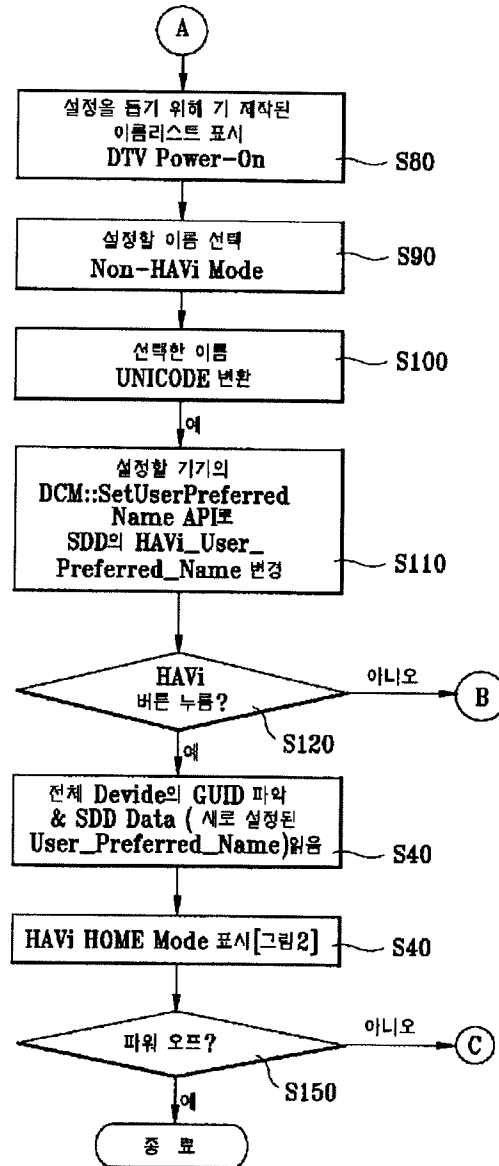 A
설정을 돕기 위해 기 제작된
이름리스트 표시
DTV Power-On
S80
설정할 이름 선택
Non-HAVi Mode
S90
선택한 이름
UNICODE 변환
S100
예
설정할 기기의
DCM::SetUserPreferred
Name API로
SDD의 HAVi_User_
Preferred_Name 변경
S110
HAVi
버튼 누름?
아니오
B
S120
예
전체 Devide의 GUID 파악
& SDD Data ( 새로 설정된
User_Preferred_Name)읽음
S40
HAVi HOME Mode 표시[그림2]
S40
파워 오프?
아니오
C
S150
예
종 료